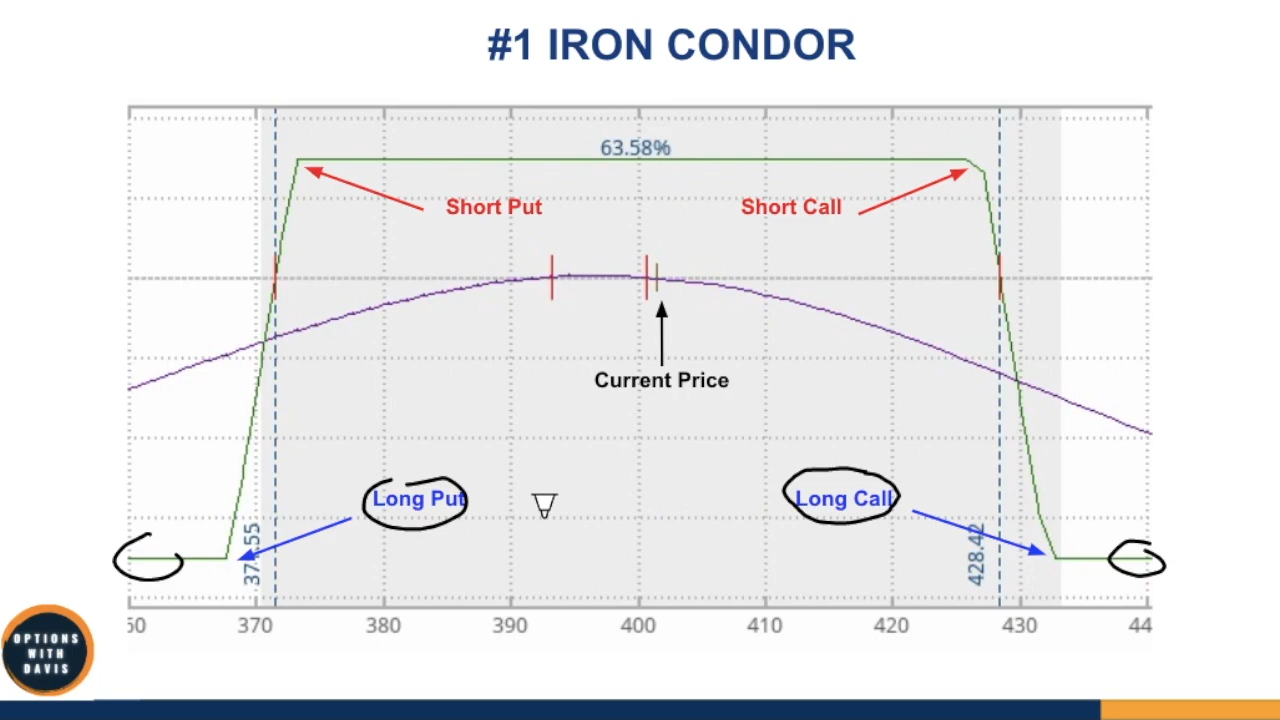 #1 IRON CONDOR
63.58%
Short Put
Short Call
Current Price
Long Put
Long Call
428.42
370
380
390
400
410
420
430
44
OPTIONS
WITH
DAVIS